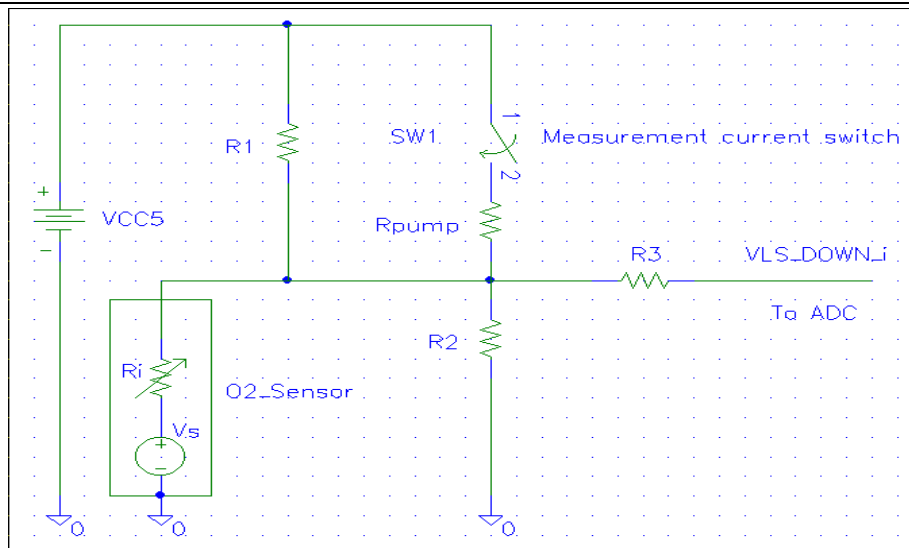 1
R1
SW1
Measurement current switch
2
+
VCC5
-
Rpump
R3
VLS_DOWN_i
To ADC
R2
Ri
O2_Sensor
Vs
+
-
0
0
0